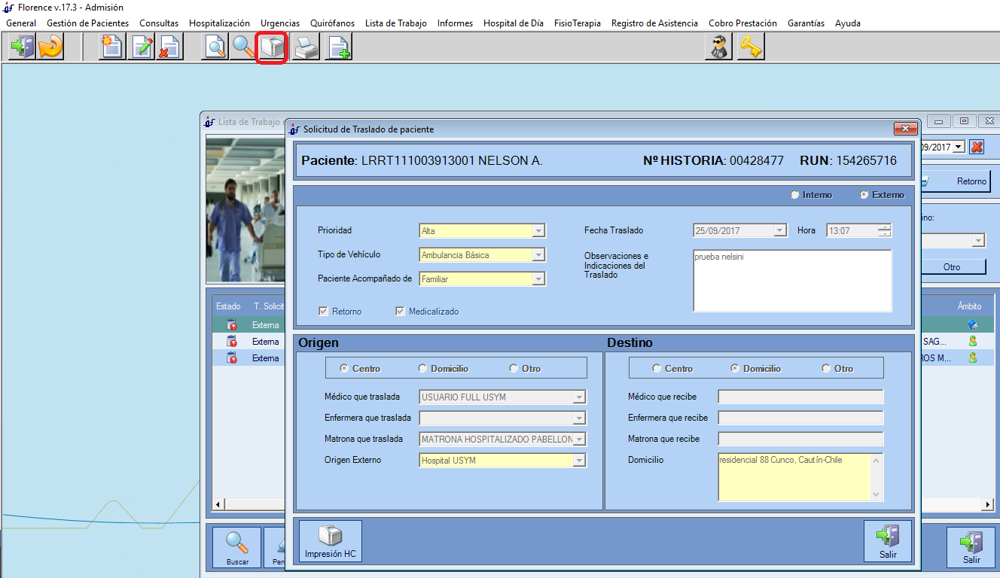 Florence v.17.3 - Admisión
General Gestión de Pacientes Consultas Hospitalización Urgencias Quirófanos Lista de Trabajo Informes Hospital de Día FisioTerapia Registro de Asistencia Cobro Prestación Garantías Ayuda
Lista de Trabajo
Solicitud de Traslado de paciente
09/2017
Paciente: LRRT111003913001 NELSON A. Nº HISTORIA: 00428477 RUN: 154265716
Retorno
Interno Externo
Prioridad Alta Fecha Traslado 25/09/2017 Hora 13:07
Tipo de Vehículo Ambulancia Básica Observaciones e Indicaciones del Traslado prueba nelsini
Paciente Acompañado de Familiar
Otro
Retorno Medicalizado
Estado T. Solicit Ámbito
Externa
Externa SAG...
Externa ROS M...
Origen Destino
Centro Domicilio Otro Centro Domicilio Otro
Médico que traslada USUARIO FULL USYM Médico que recibe
Enfermera que traslada Enfermera que recibe
Matrona que traslada MATRONA HOSPITALIZADO PABELLON Matrona que recibe
Origen Externo Hospital USYM Domicilio residencial 88 Cunco, Cautín-Chile
Impresión HC Salir
Buscar Pen Salir